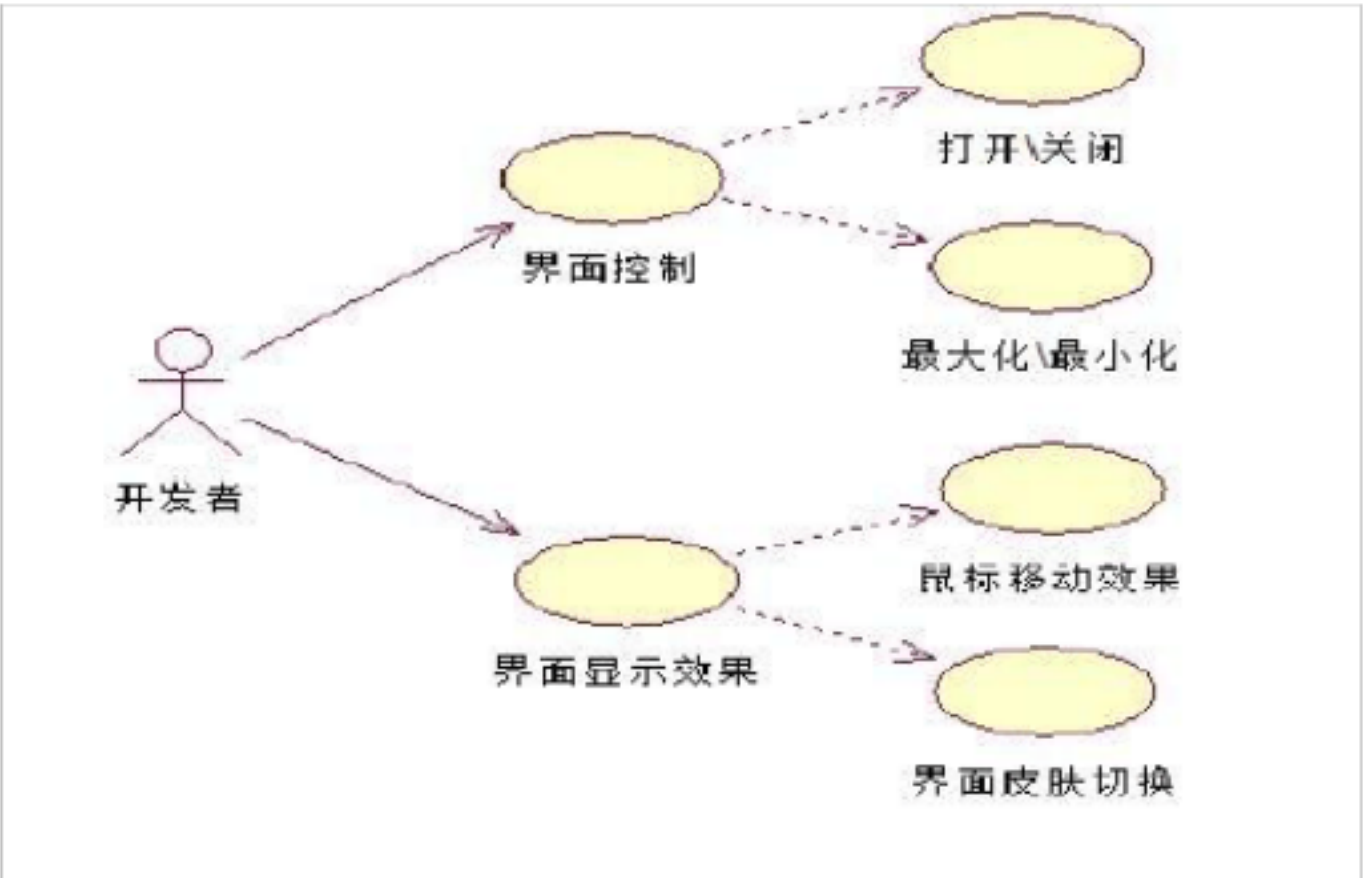 打开\关闭
界面控制
最大化\最小化
开发者
鼠标移动效果
界面显示效果
界面皮肤切换